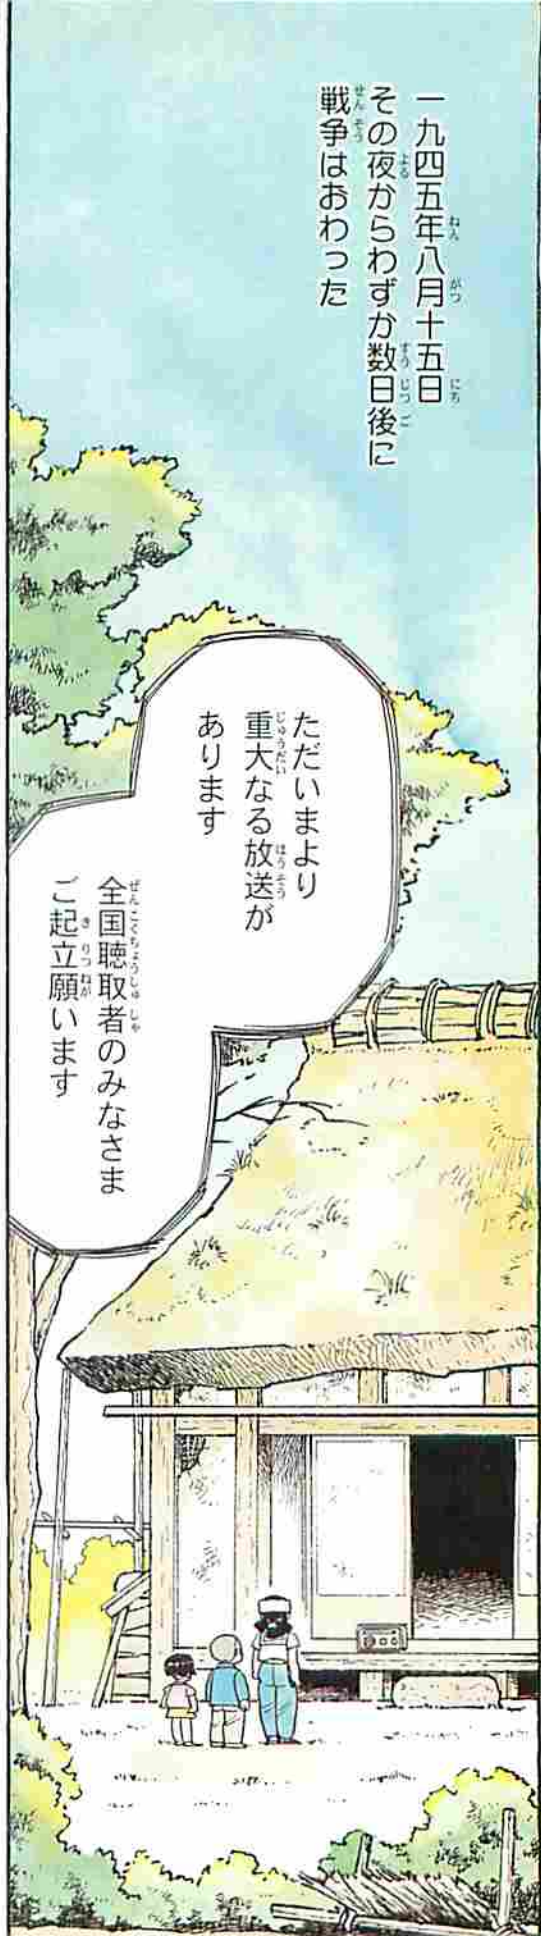 一九四五年八月十五日
その夜からわずか数日後に
戦争はおわった
ただいまより
重大なる放送が
あります
全国聴取者のみなさま
ご起立願います